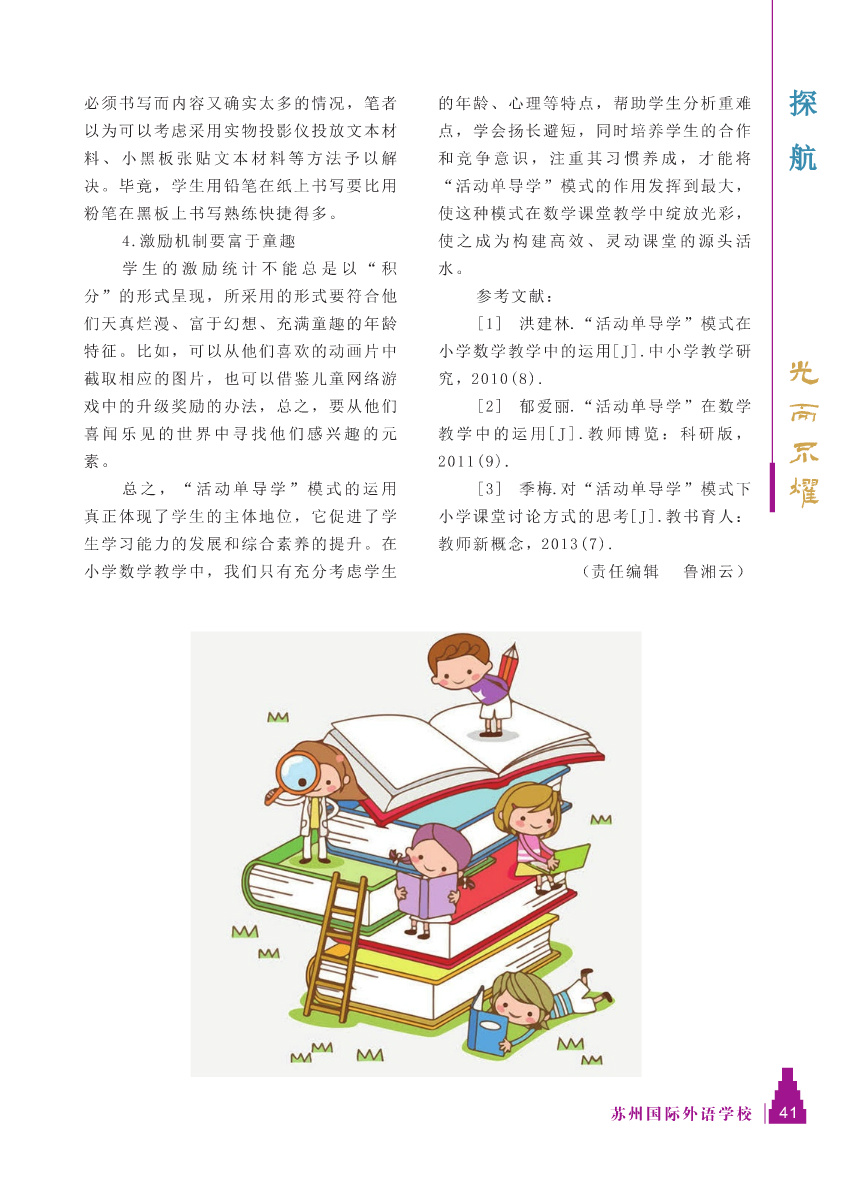 必须书写而内容又确实太多的情况，笔者
以为可以考虑采用实物投影仪投放文本材
料、小黑板张贴文本材料等方法予以解
决。毕竟，学生用铅笔在纸上书写要比用
粉笔在黑板上书写熟练快捷得多。
4.激励机制要富于童趣
学生的激励统计不能总是以“积
分”的形式呈现，所采用的形式要符合他
们天真烂漫、富于幻想、充满童趣的年龄
特征。比如，可以从他们喜欢的动画片中
截取相应的图片，也可以借鉴儿童网络游
戏中的升级奖励的办法，总之，要从他们
喜闻乐见的世界中寻找他们感兴趣的元
素。
总之，“活动单导学”模式的运用
真正体现了学生的主体地位，它促进了学
生学习能力的发展和综合素养的提升。在
小学数学教学中，我们只有充分考虑学生
的年龄、心理等特点，帮助学生分析重难
点，学会扬长避短，同时培养学生的合作
和竞争意识，注重其习惯养成，才能将
“活动单导学”模式的作用发挥到最大，
使这种模式在数学课堂教学中绽放光彩，
使之成为构建高效、灵动课堂的源头活
水。
参考文献：
[1] 洪建林.“活动单导学”模式在
小学数学教学中的运用[J].中小学教学研
究，2010(8).
[2] 郁爱丽.“活动单导学”在数学
教学中的运用[J].教师博览：科研版，
2011(9).
[3] 季梅.对“活动单导学”模式下
小学课堂讨论方式的思考[J].教书育人：
教师新概念，2013(7).
（责任编辑 鲁湘云）
探航
光而不耀
苏州国际外语学校
41